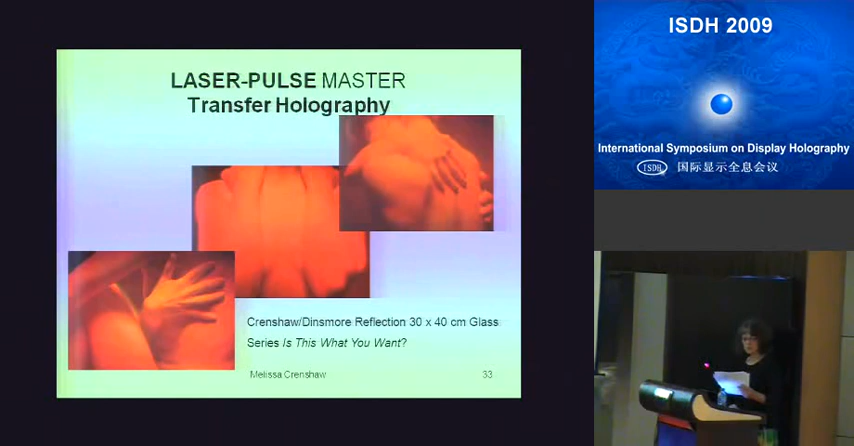 LASER-PULSE MASTER
Transfer Holography
Crenshaw/Dinsmore Reflection 30 x 40 cm Glass
Series Is This What You Want?
Melissa Crenshaw
33
ISDH 2009
International Symposium on Display Holography
ISDH
国际显示全息会议